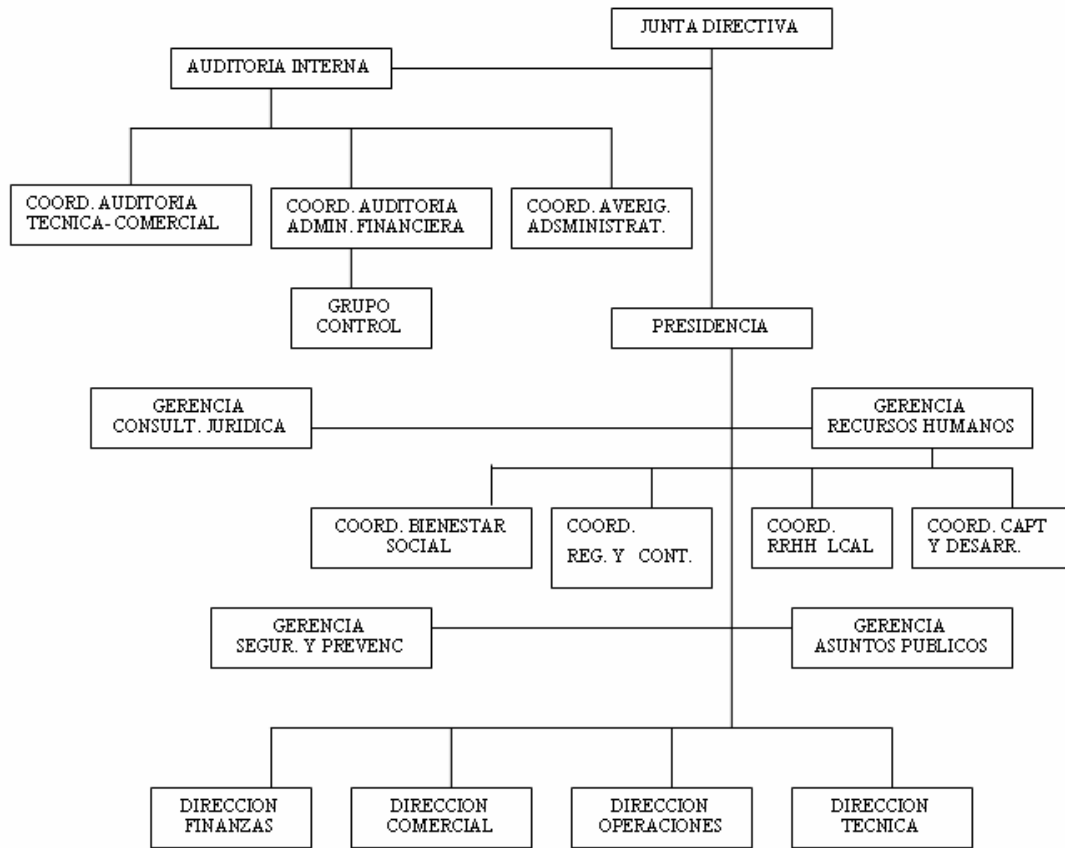 JUNTA DIRECTIVA
AUDITORIA INTERNA
COORD. AUDITORIA
TECNICA- COMERCIAL
COORD. AUDITORIA
ADMIN. FINANCIERA
COORD. AVERIG.
ADSMINISTRAT.
GRUPO
CONTROL
PRESIDENCIA
GERENCIA
CONSULT. JURIDICA
GERENCIA
RECURSOS HUMANOS
COORD. BIENESTAR
SOCIAL
COORD.
REG. Y CONT.
COORD.
RRHH LCAL
COORD. CAPT
Y DESARR.
GERENCIA
SEGUR. Y PREVENC
GERENCIA
ASUNTOS PUBLICOS
DIRECCION
FINANZAS
DIRECCION
COMERCIAL
DIRECCION
OPERACIONES
DIRECCION
TECNICA